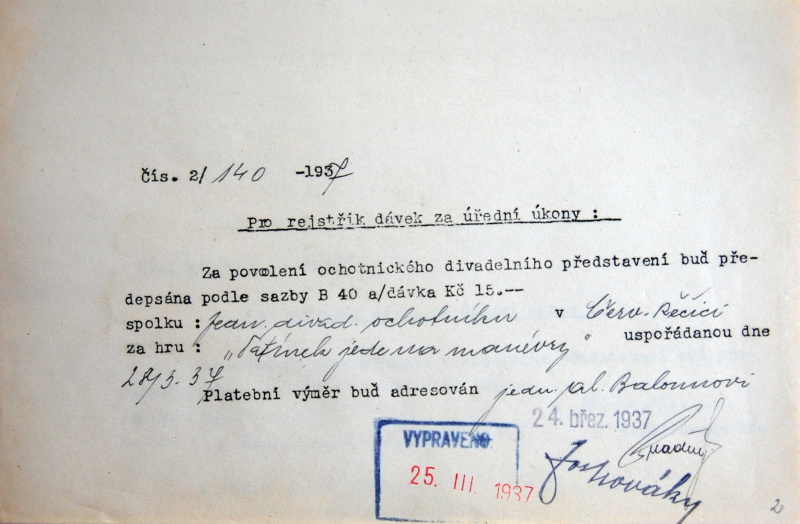 Čís. 2/ 140 -1937
Pro rejstřík dávek za úřední úkony :
Za povolení ochotnického divadelního představení buď pře-
depsána podle sazby B 40 a/dávka Kč 15.--
spolku : jedn. divad. ochotníků v Červ. Řečici
za hru : „Tatínek jede na manévry" uspořádanou dne
28/3.37
Platební výměr buď adresován jedn. p.
24. břez. 1937
VYPRAVENO
25. III. 1937
2